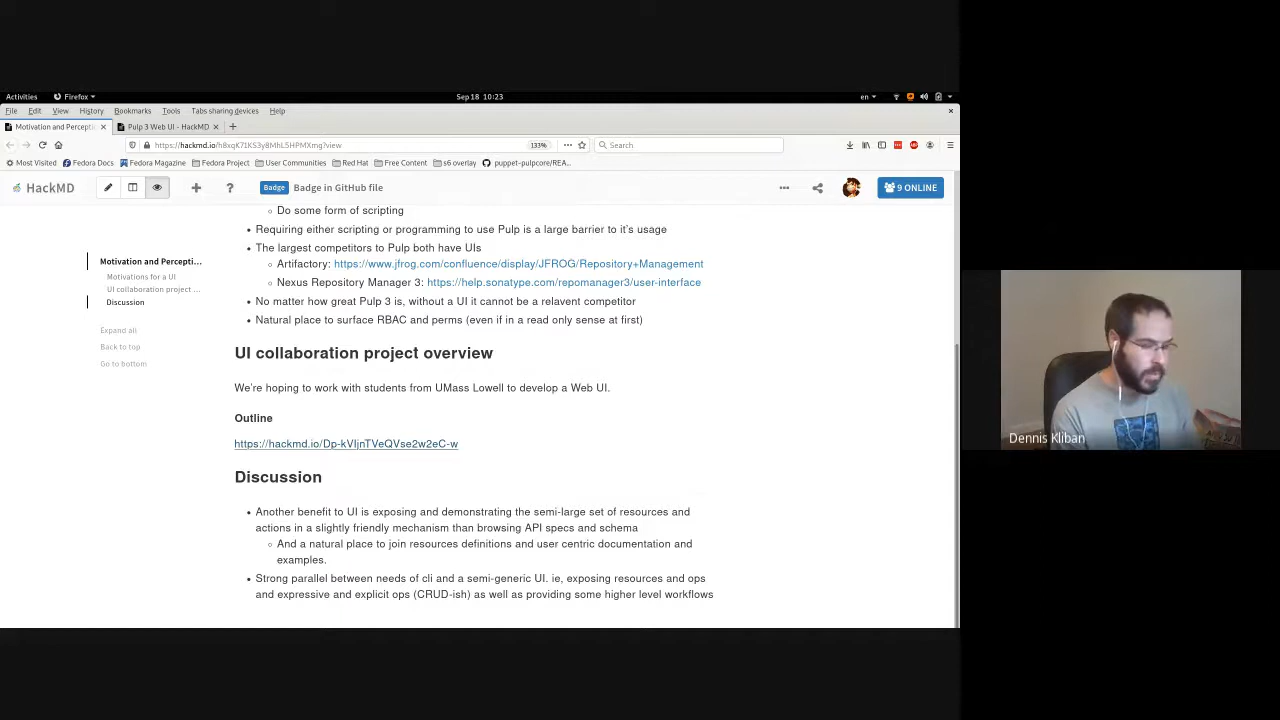 Activities Firefox Sep 18 10:23 en
File Edit View History Bookmarks Tools Tabs sharing devices Help
Motivation and Percepti Pulp 3 Web UI - HackMD
133% Search
Most Visited Fedora Docs Fedora Magazine Fedora Project User Communities Red Hat Free Content s6 overlay puppet-pulpcore/REA...
HackMD Badge Badge in GitHub file 9 ONLINE
Do some form of scripting
Requiring either scripting or programming to use Pulp is a large barrier to it's usage
The largest competitors to Pulp both have UIs
Artifactory: https://www.jfrog.com/confluence/display/JFROG/Repository+Management
Nexus Repository Manager 3: https://help.sonatype.com/repomanager3/user-interface
No matter how great Pulp 3 is, without a UI it cannot be a relavent competitor
Natural place to surface RBAC and perms (even if in a read only sense at first)
Motivation and Percepti...
Motivations for a UI
UI collaboration project ...
Discussion
Expand all
Back to top
Go to bottom
UI collaboration project overview
We're hoping to work with students from UMass Lowell to develop a Web UI.
Outline
https://hackmd.io/Dp-kVIjnTVeQVse2w2eC-w
Discussion
Another benefit to UI is exposing and demonstrating the semi-large set of resources and
actions in a slightly friendly mechanism than browsing API specs and schema
And a natural place to join resources definitions and user centric documentation and
examples.
Strong parallel between needs of cli and a semi-generic UI. ie, exposing resources and ops
and expressive and explicit ops (CRUD-ish) as well as providing some higher level workflows
Dennis Kliban